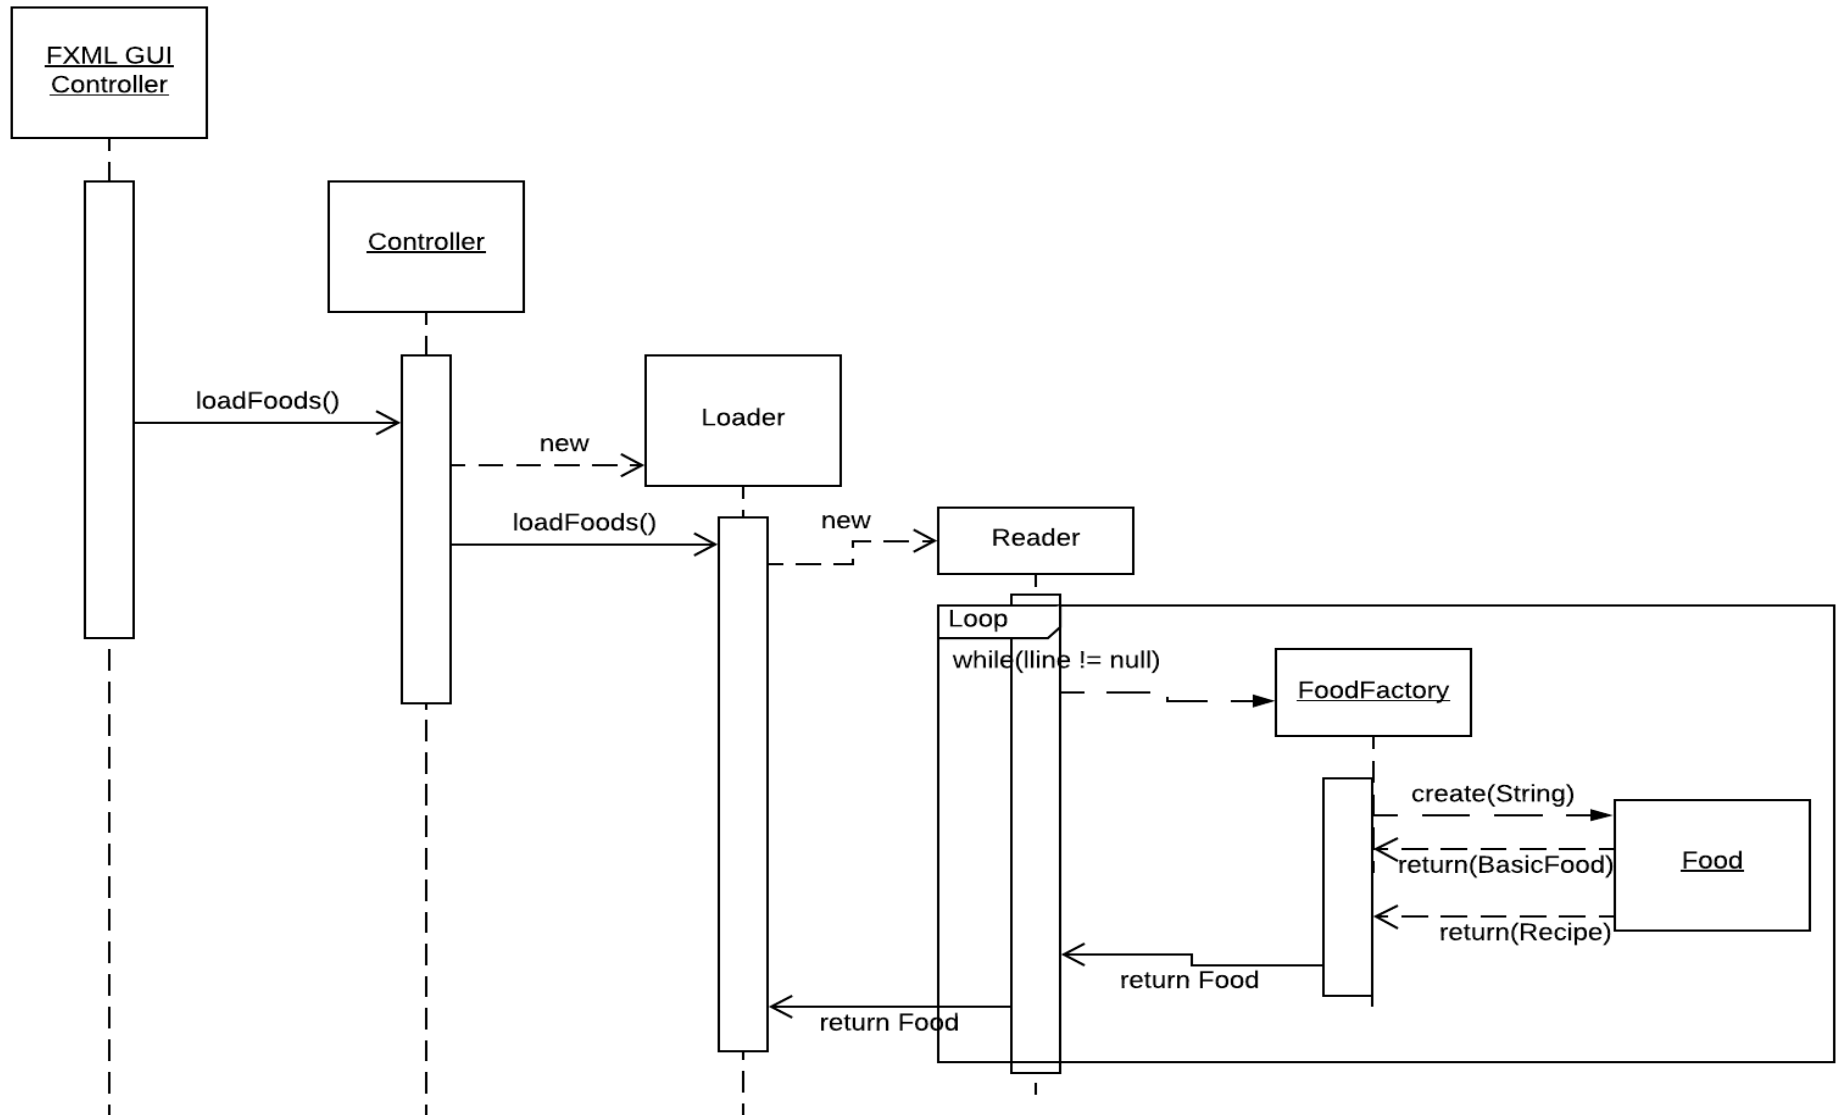 FXML GUI
Controller
Controller
loadFoods()
Loader
new
loadFoods()
new
Reader
Loop
while(lline != null)
FoodFactory
create(String)
return(BasicFood)
Food
return(Recipe)
return Food
return Food